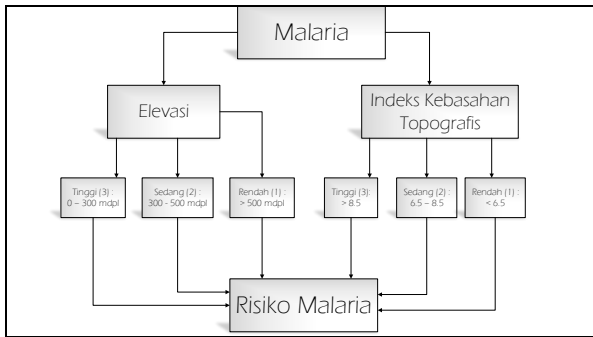 Malaria
Elevasi
Indeks Kebasahan
Topografis
Tinggi (3) :
0 – 300 mdpl
Sedang (2) :
300 - 500 mdpl
Rendah (1) :
> 500 mdpl
Tinggi (3):
> 8.5
Sedang (2) :
6.5 – 8.5
Rendah (1) :
< 6.5
Risiko Malaria